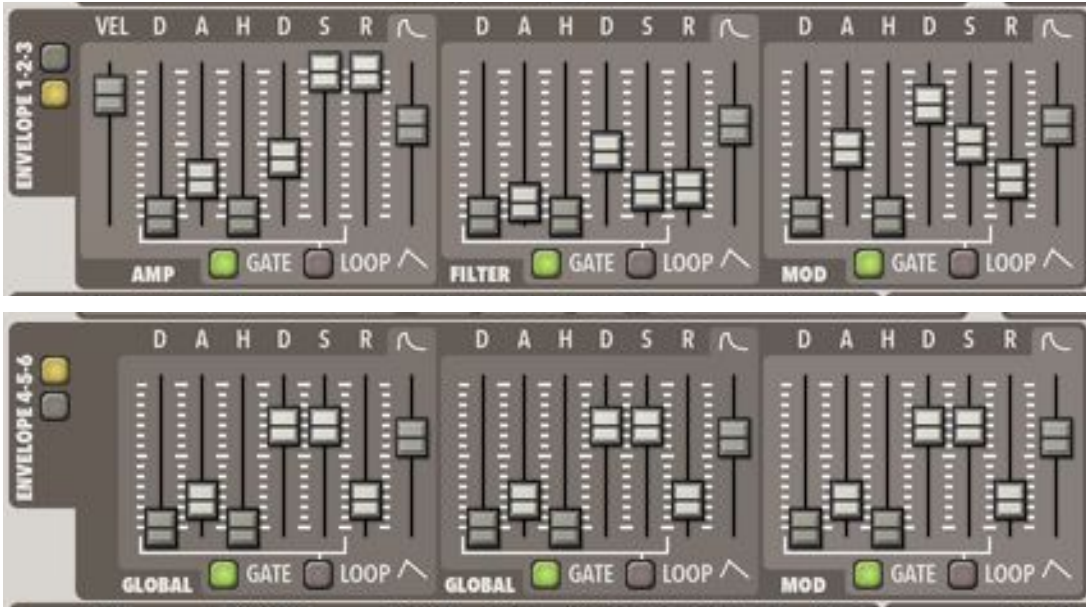 VEL D A H D S R D A H D S R D A H D S R
ENVELOPE 1-2-3
AMP GATE LOOP FILTER GATE LOOP MOD GATE LOOP
D A H D S R D A H D S R D A H D S R
ENVELOPE 4-5-6
GLOBAL GATE LOOP GLOBAL GATE LOOP MOD GATE LOOP